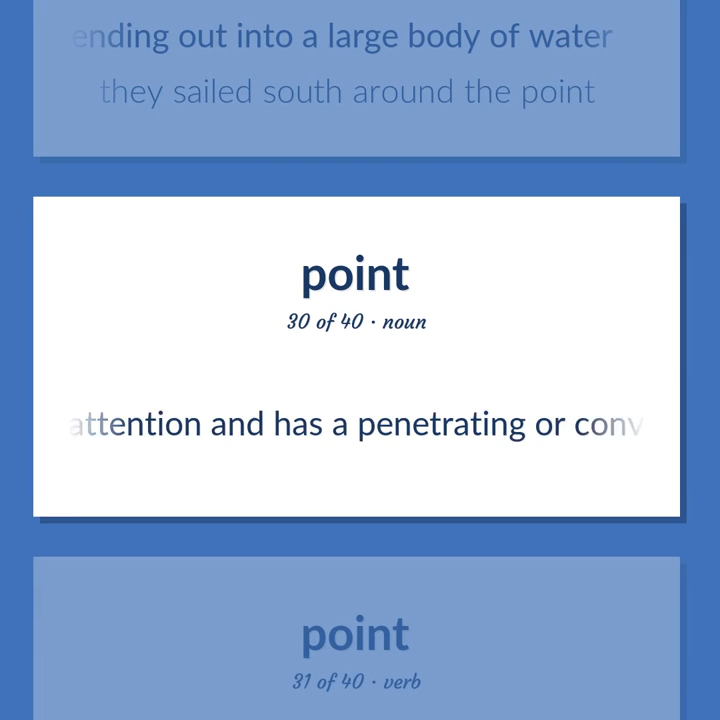 ending out into a large body of water
they sailed south around the point
point
30 of 40 · noun
attention and has a penetrating or conv
point
31 of 40 · verb